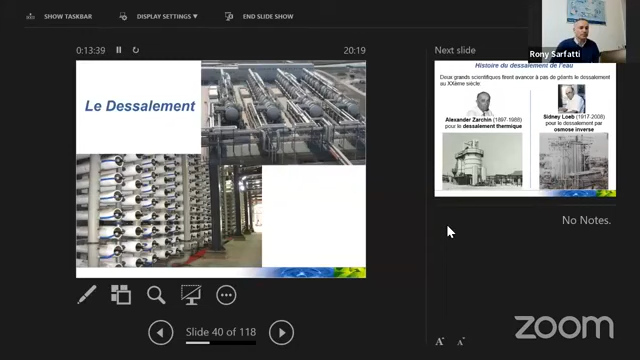 SHOW TASKBAR
DISPLAY SETTINGS ▼
END SLIDE SHOW
Rony Sarfatti
0:13:39
20:19
Next slide
Le Dessalement
Histoire du dessalement de l'eau
Deux grands scientifiques firent avancer à pas de géants le dessalement
au XXème siècle
Alexander Zarchin (1897-1988)
pour le dessalement thermique
Sidney Loeb (1917-2008)
pour le dessalement par
osmose inverse
No Notes.
Slide 40 of 118
A
A
zoom